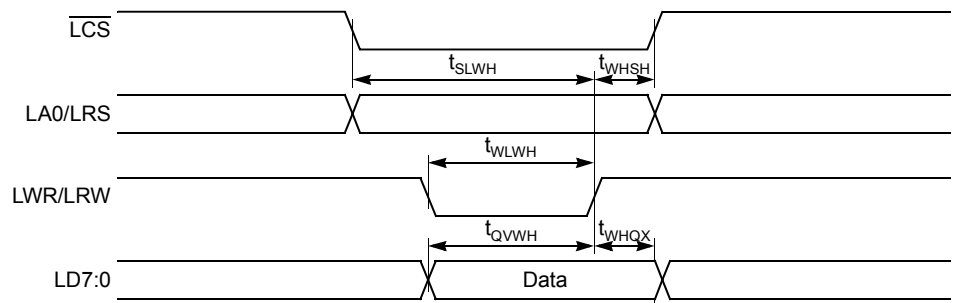 LCS
tSLWH
tWHSH
LA0/LRS
tWLWH
LWR/LRW
tQVWH
tWHQX
LD7:0
Data